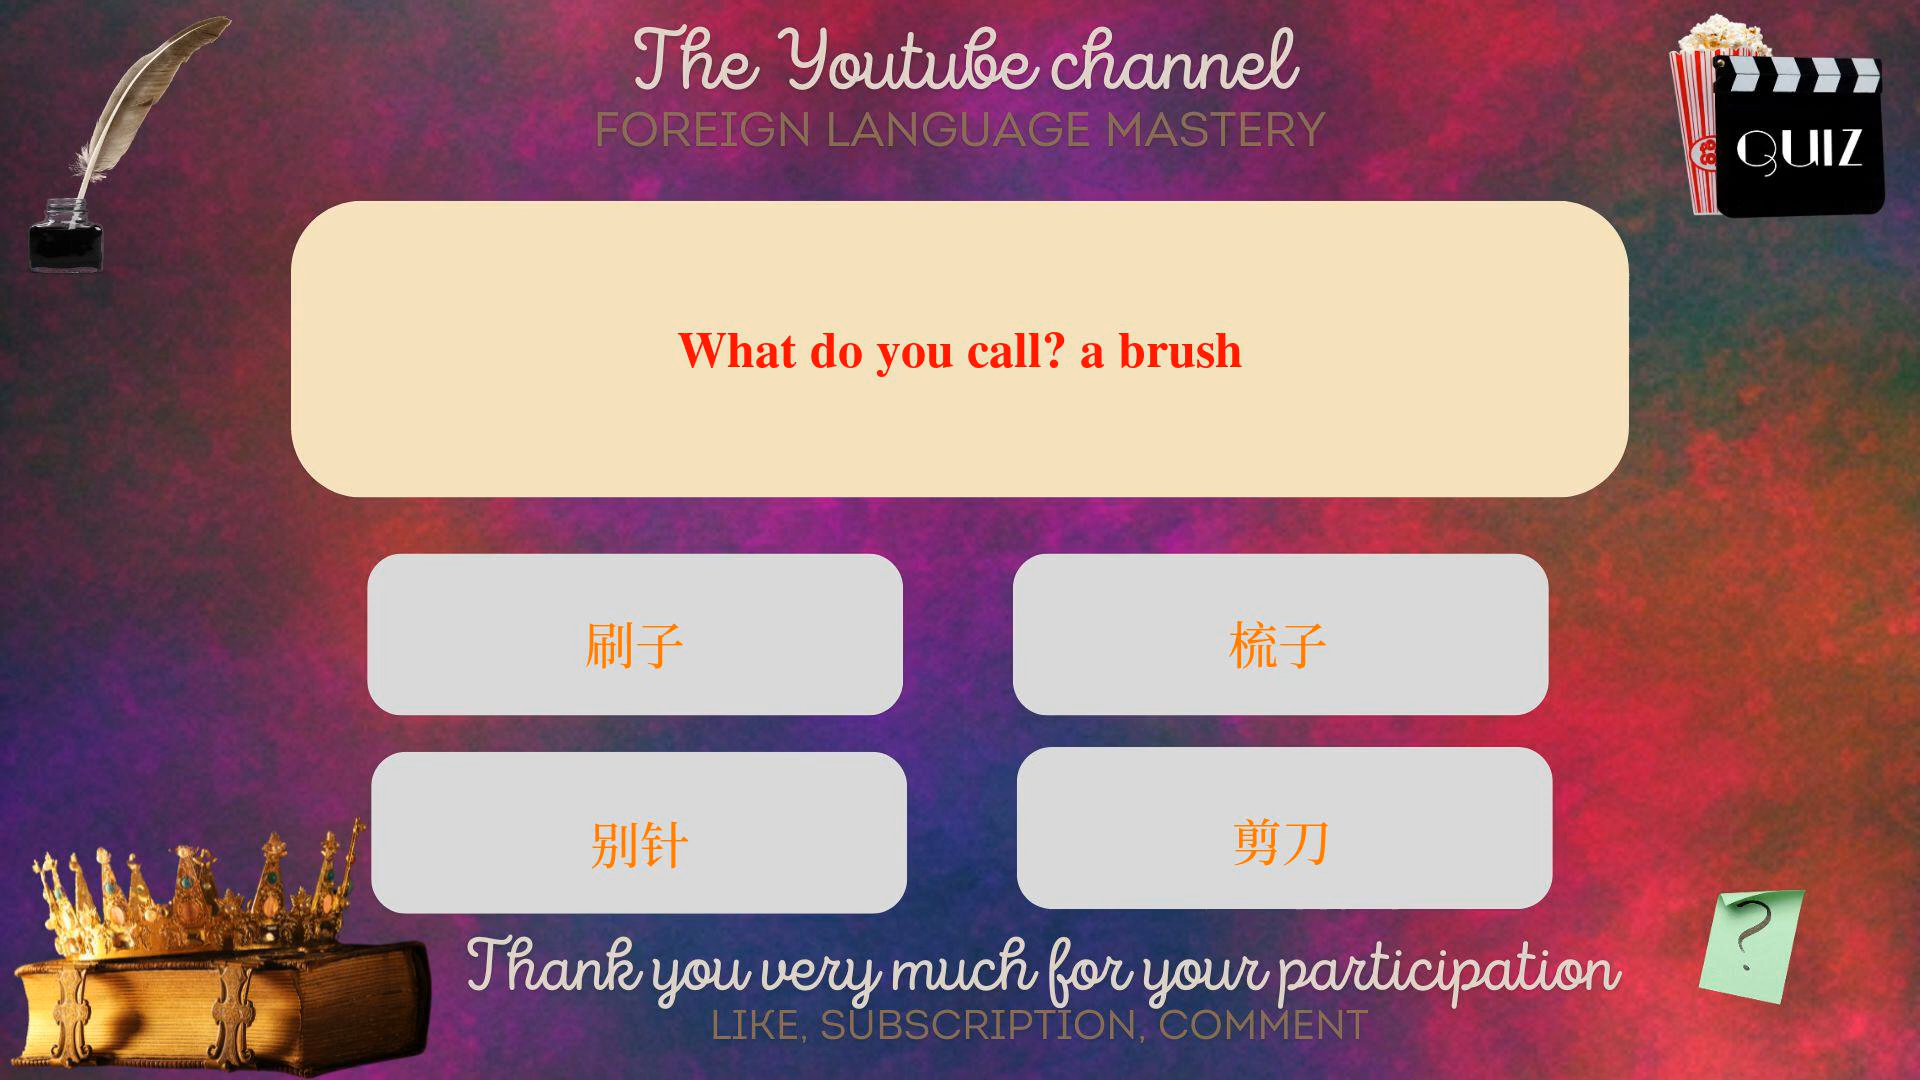 The Youtube channel
FOREIGN LANGUAGE MASTERY
QUIZ
88
What do you call? a brush
刷子
梳子
别针
剪刀
Thank you very much for your participation
LIKE, SUBSCRIPTION, COMMENT
?